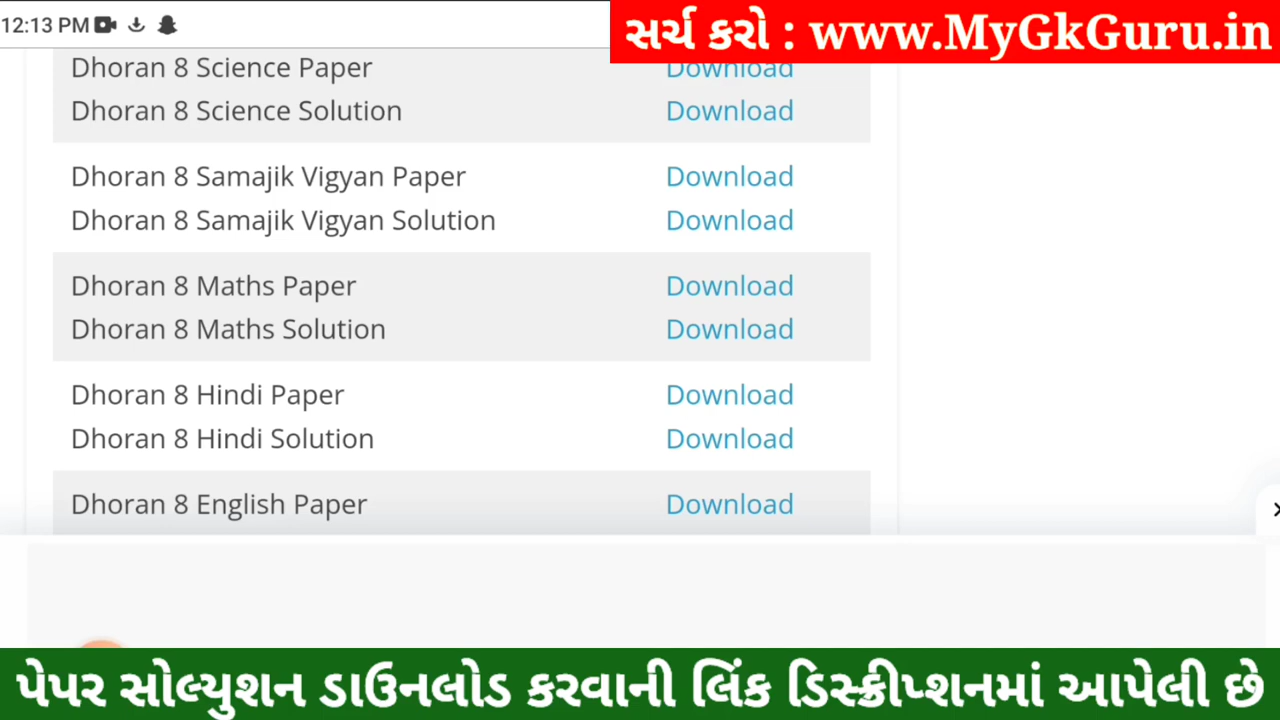 12:13 PM
સર્ચ કરો : www.MyGkGuru.in
Dhoran 8 Science Paper Download
Dhoran 8 Science Solution Download
Dhoran 8 Samajik Vigyan Paper Download
Dhoran 8 Samajik Vigyan Solution Download
Dhoran 8 Maths Paper Download
Dhoran 8 Maths Solution Download
Dhoran 8 Hindi Paper Download
Dhoran 8 Hindi Solution Download
Dhoran 8 English Paper Download
પેપર સોલ્યુશન ડાઉનલોડ કરવાની લિંક ડિસ્ક્રીપ્શનમાં આપેલી છે